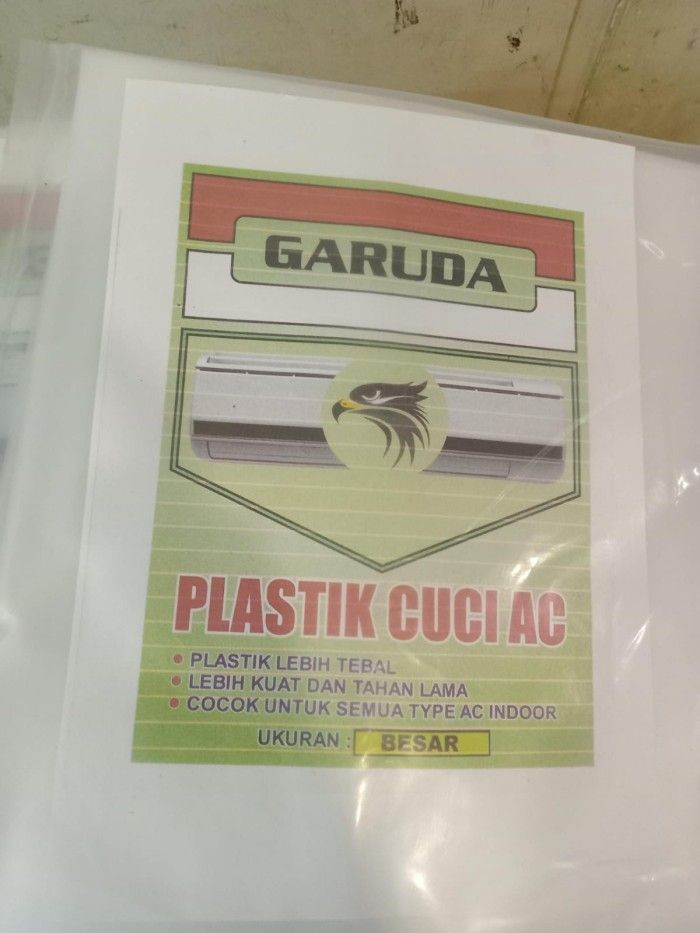 GARUDA
PLASTIK CUCI AC
• PLASTIK LEBIH TEBAL
• LEBIH KUAT DAN TAHAN LAMA
• COCOK UNTUK SEMUA TYPE AC INDOOR
UKURAN : BESAR